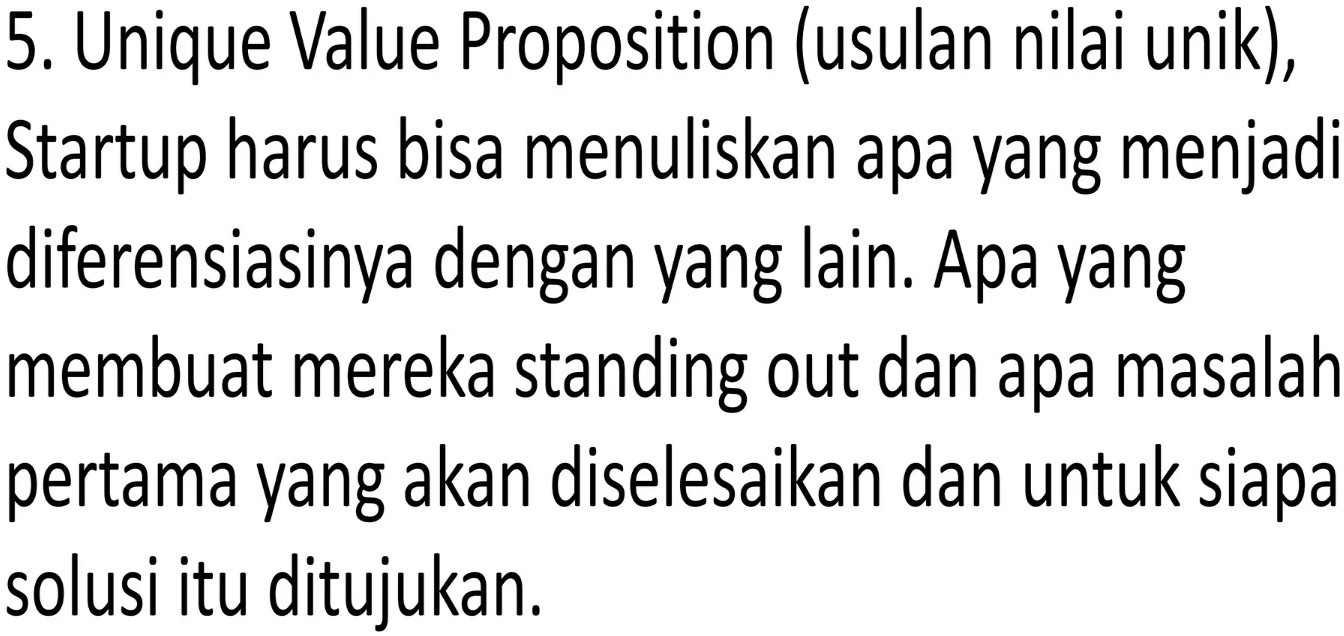 5. Unique Value Proposition (usulan nilai unik),
Startup harus bisa menuliskan apa yang menjadi
diferensiasinya dengan yang lain. Apa yang
membuat mereka standing out dan apa masalah
pertama yang akan diselesaikan dan untuk siapa
solusi itu ditujukan.